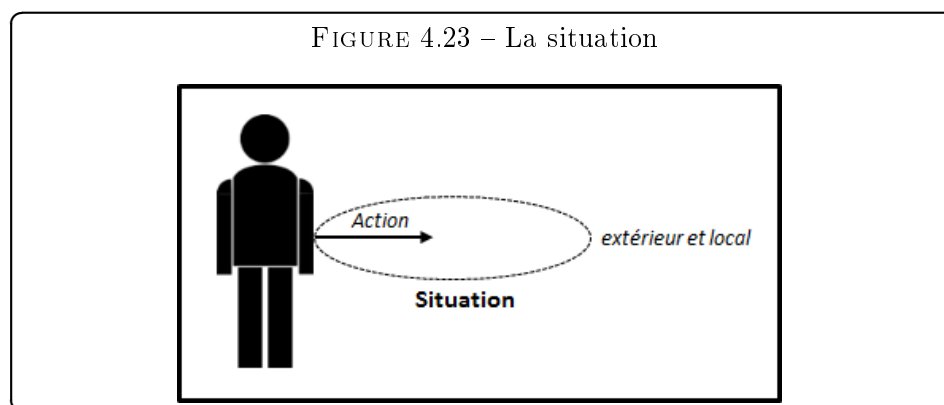 FIGURE 4.23 – La situation
Action
extérieur et local
Situation